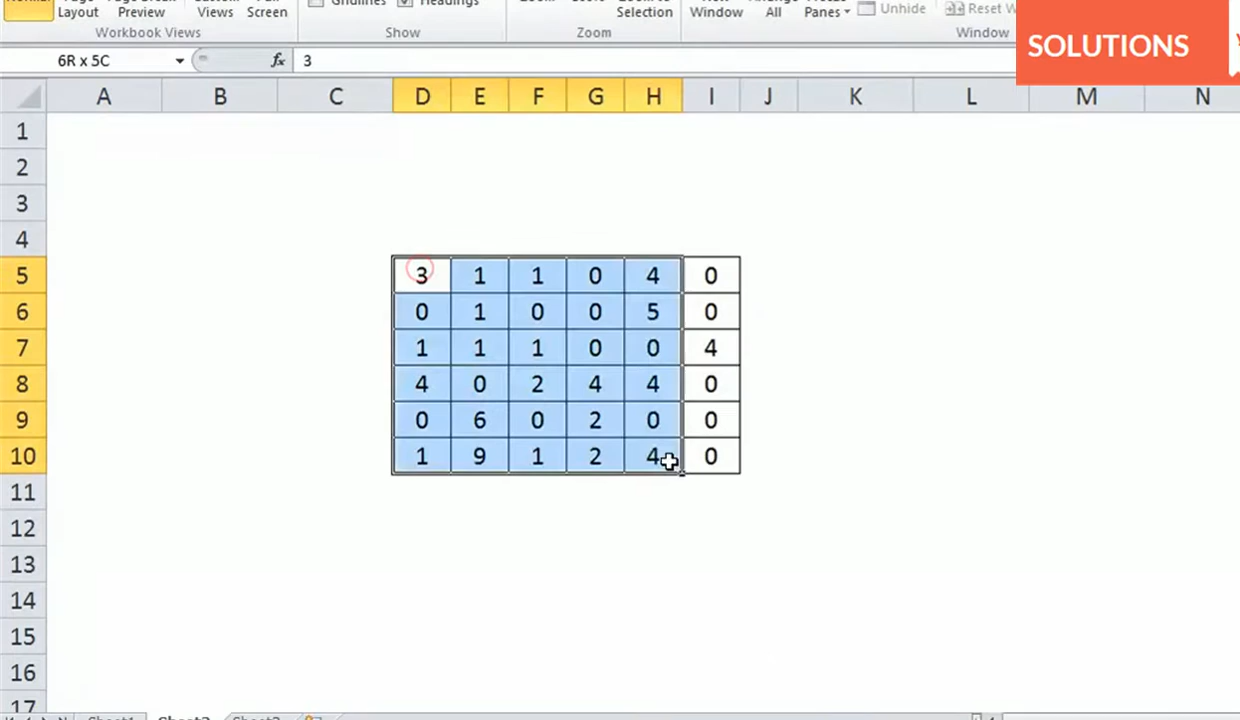 Layout Preview Views Screen
Gridlines Headings
Selection
Window All Panes Unhide Reset W
Workbook Views Show Zoom Window
SOLUTIONS
6R x 5C fx 3
A B C D E F G H I J K L M N
1
2
3
4
5 3 1 1 0 4 0
6 0 1 0 0 5 0
7 1 1 1 0 0 4
8 4 0 2 4 4 0
9 0 6 0 2 0 0
10 1 9 1 2 4 0
11
12
13
14
15
16
17